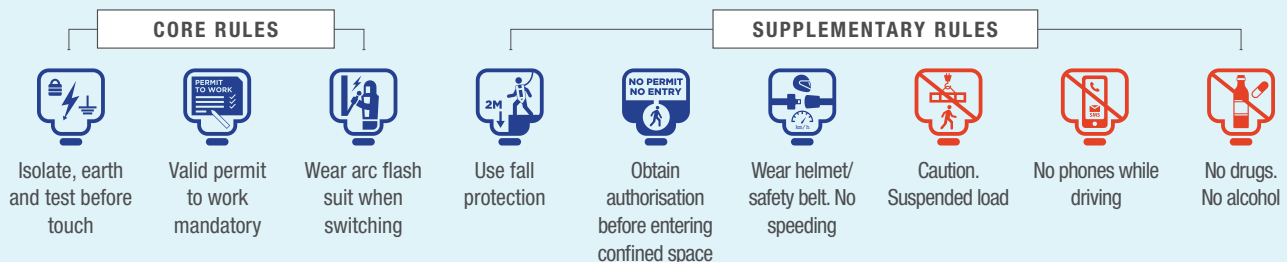 CORE RULES
SUPPLEMENTARY RULES
PERMIT
TO WORK
2M
NO PERMIT
NO ENTRY
km/h
SMS
Isolate, earth
and test before
touch
Valid permit
to work
mandatory
Wear arc flash
suit when
switching
Use fall
protection
Obtain
authorisation
before entering
confined space
Wear helmet/
safety belt. No
speeding
Caution.
Suspended load
No phones while
driving
No drugs.
No alcohol